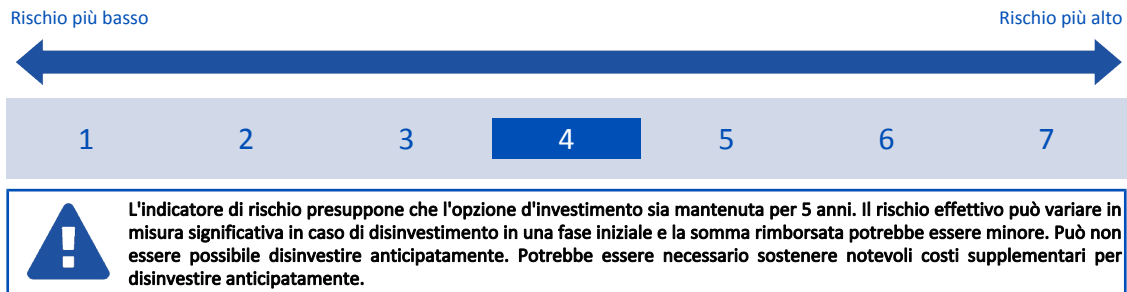 Rischio più basso Rischio più alto
1 2 3 4 5 6 7
L'indicatore di rischio presuppone che l'opzione d'investimento sia mantenuta per 5 anni. Il rischio effettivo può variare in
misura significativa in caso di disinvestimento in una fase iniziale e la somma rimborsata potrebbe essere minore. Può non
essere possibile disinvestire anticipatamente. Potrebbe essere necessario sostenere notevoli costi supplementari per
disinvestire anticipatamente.